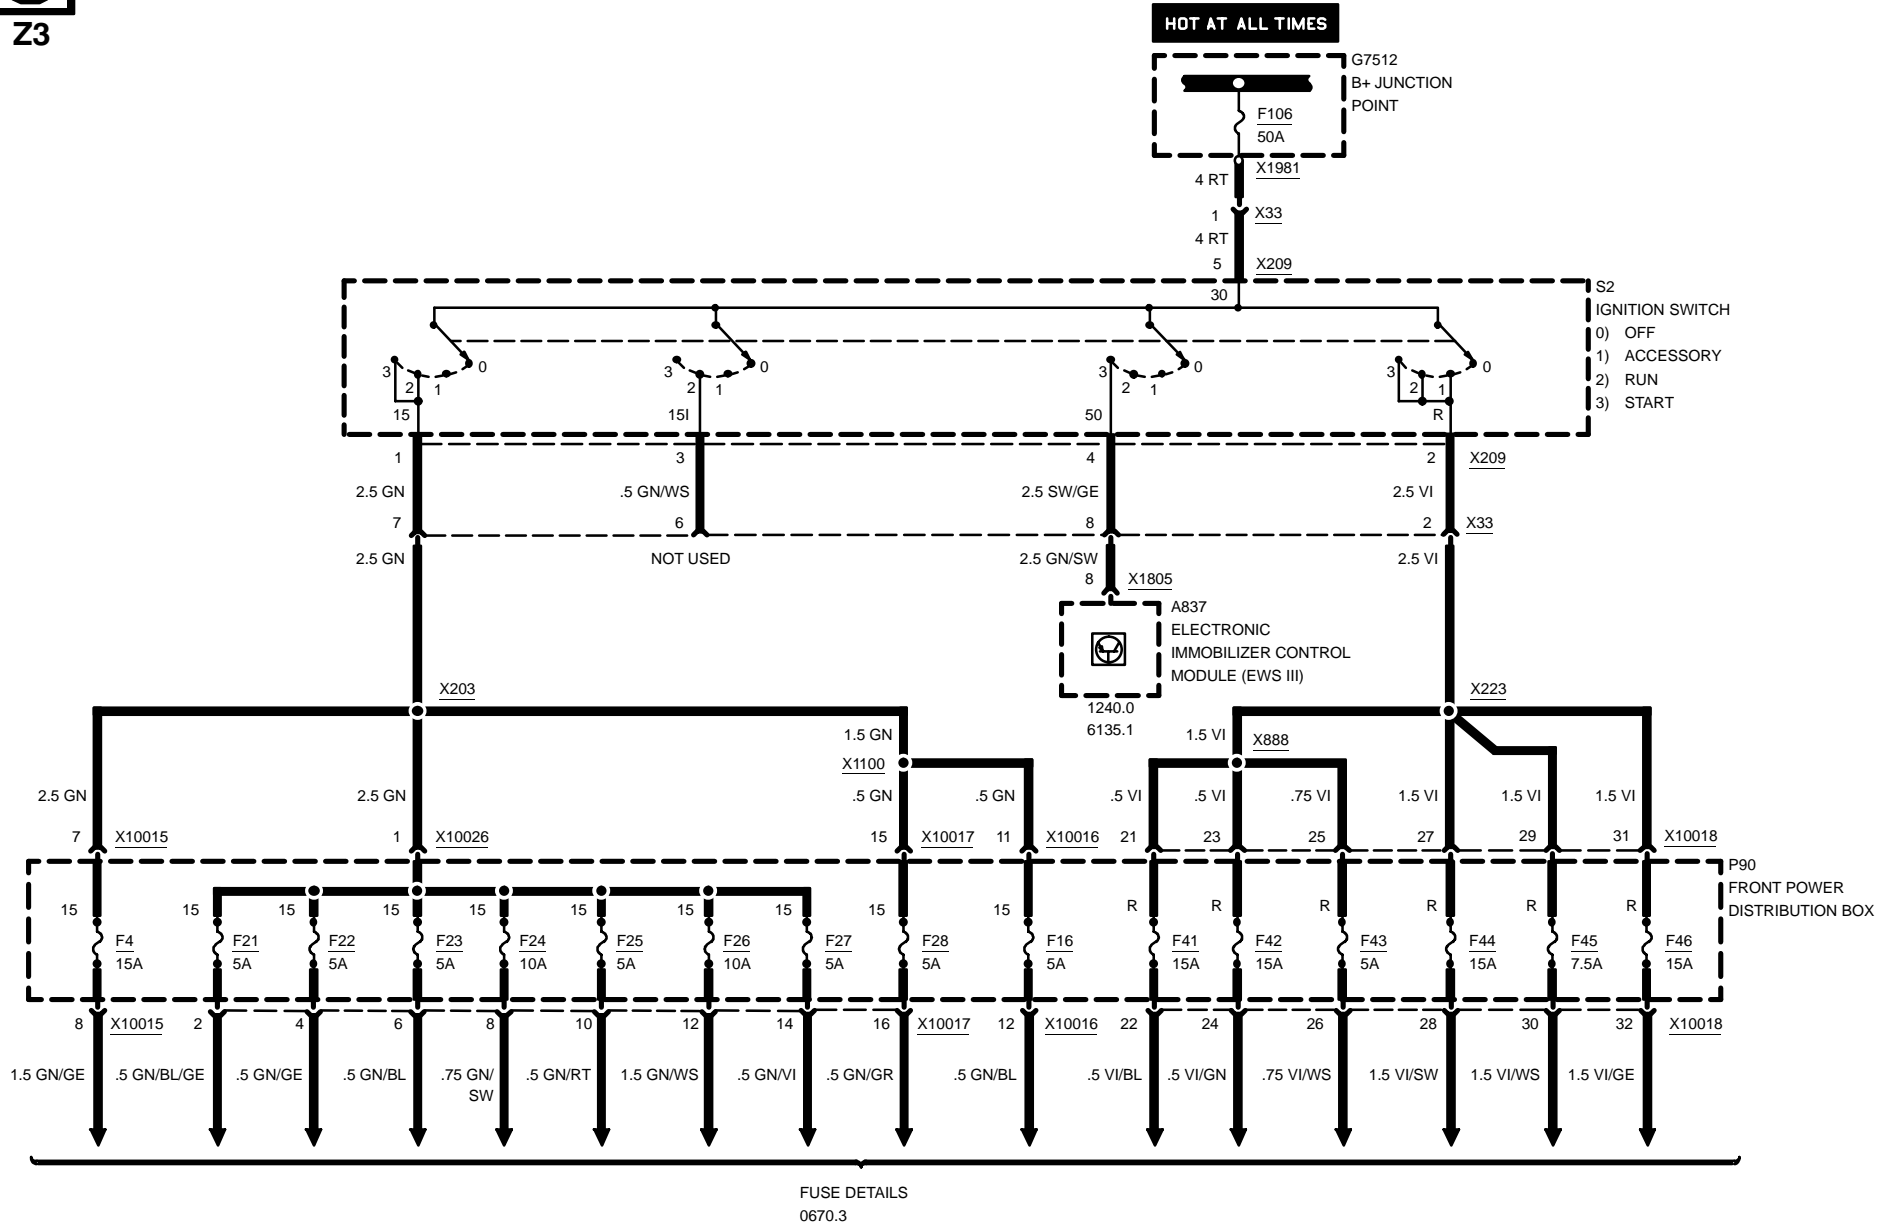 Z3
HOT AT ALL TIMES
G7512
B+ JUNCTION
POINT
F106
50A
X1981
4 RT
1 X33
4 RT
5 X209
30
S2
IGNITION SWITCH
0) OFF
1) ACCESSORY
2) RUN
3) START
3 2 1 0
3 2 1 0
3 2 1 0
3 2 1 0
15 15I 50 R
1 3 4 2 X209
2.5 GN .5 GN/WS 2.5 SW/GE 2.5 VI
7 6 8 2 X33
2.5 GN NOT USED 2.5 GN/SW 2.5 VI
8 X1805
A837
ELECTRONIC
IMMOBILIZER CONTROL
MODULE (EWS III)
1240.0
6135.1
X203 X223
1.5 GN 1.5 VI X888
X1100
2.5 GN 2.5 GN .5 GN .5 GN .5 VI .5 VI .75 VI 1.5 VI 1.5 VI 1.5 VI
7 X10015 1 X10026 15 X10017 11 X10016 21 23 25 27 29 31 X10018
P90
FRONT POWER
DISTRIBUTION BOX
15 15 15 15 15 15 15 15 15 15 R R R R R R
F4 F21 F22 F23 F24 F25 F26 F27 F28 F16 F41 F42 F43 F44 F45 F46
15A 5A 5A 5A 10A 5A 10A 5A 5A 5A 15A 15A 5A 15A 7.5A 15A
8 X10015 2 4 6 8 10 12 14 16 X10017 12 X10016 22 24 26 28 30 32 X10018
1.5 GN/GE .5 GN/BL/GE .5 GN/GE .5 GN/BL .75 GN/ .5 GN/RT 1.5 GN/WS .5 GN/VI .5 GN/GR .5 GN/BL .5 VI/BL .5 VI/GN .75 VI/WS 1.5 VI/SW 1.5 VI/WS 1.5 VI/GE
SW
FUSE DETAILS
0670.3